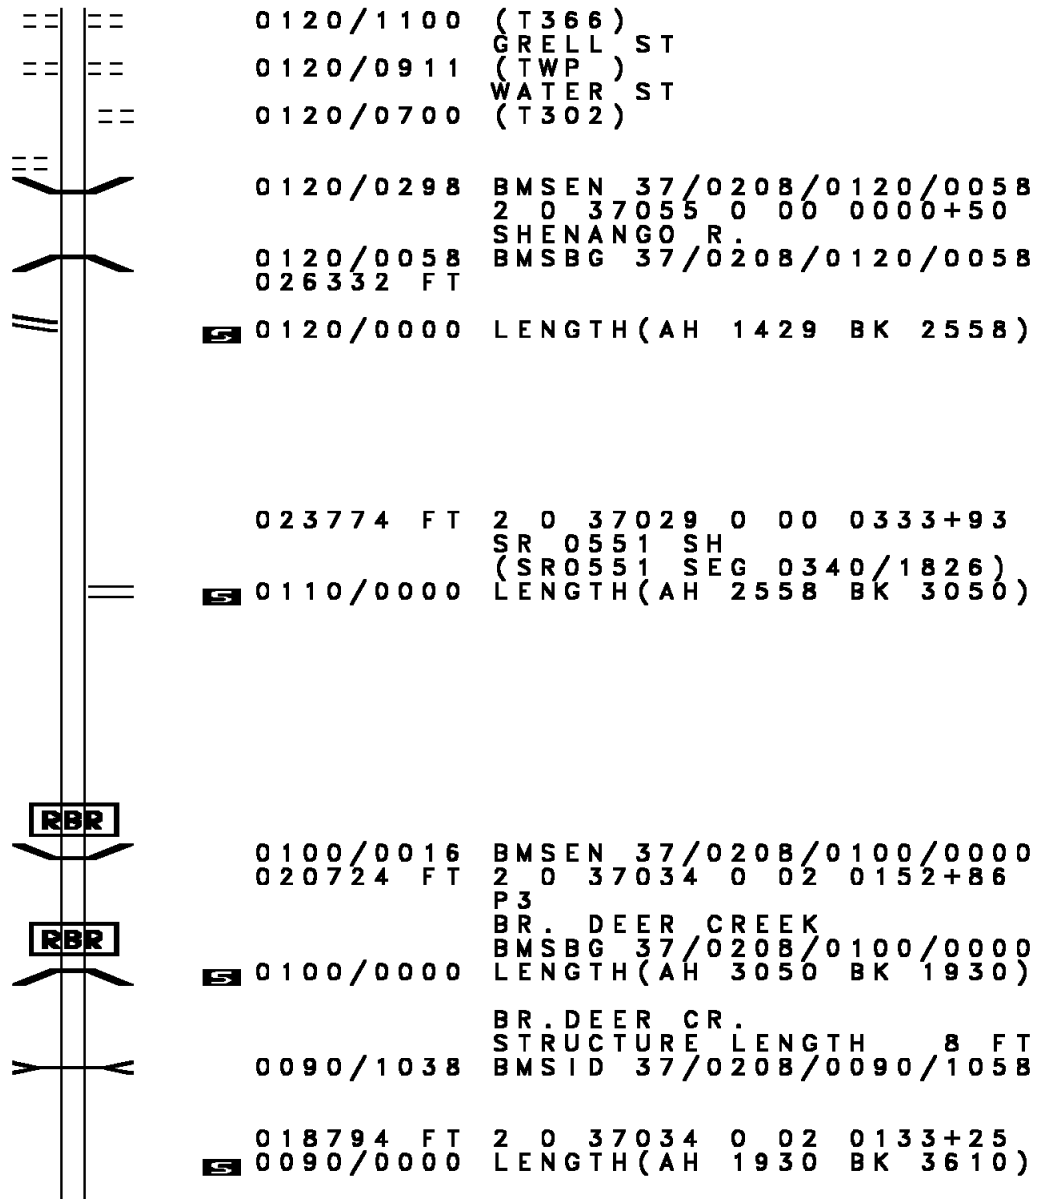 0120/1100 (T366)
GRELL ST
0120/0911 (TWP )
WATER ST
0120/0700 (T302)
0120/0298 BMSEN 37/0208/0120/0058
2 0 37055 0 00 0000+50
SHENANGO R.
0120/0058 BMSBG 37/0208/0120/0058
026332 FT
S 0120/0000 LENGTH(AH 1429 BK 2558)
023774 FT 2 0 37029 0 00 0333+93
SR 0551 SH
(SR0551 SEG 0340/1826)
S 0110/0000 LENGTH(AH 2558 BK 3050)
RBR
0100/0016 BMSEN 37/0208/0100/0000
020724 FT 2 0 37034 0 02 0152+86
P3
BR. DEER CREEK
RBR
BMSBG 37/0208/0100/0000
S 0100/0000 LENGTH(AH 3050 BK 1930)
BR.DEER CR.
STRUCTURE LENGTH 8 FT
0090/1038 BMSID 37/0208/0090/1058
018794 FT 2 0 37034 0 02 0133+25
S 0090/0000 LENGTH(AH 1930 BK 3610)